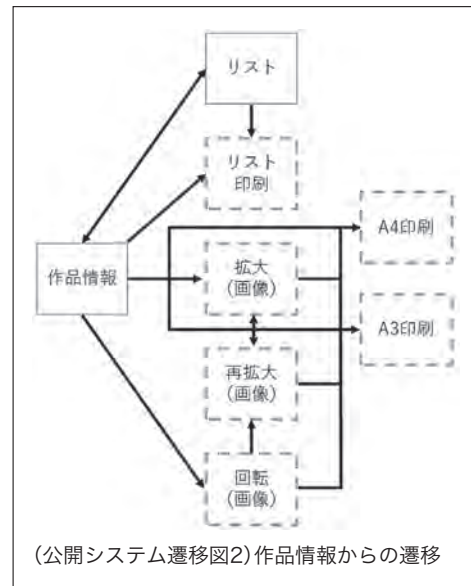 リスト
リスト
印刷
A4印刷
作品情報
拡大
(画像)
A3印刷
再拡大
(画像)
回転
(画像)
(公開システム遷移図2)作品情報からの遷移